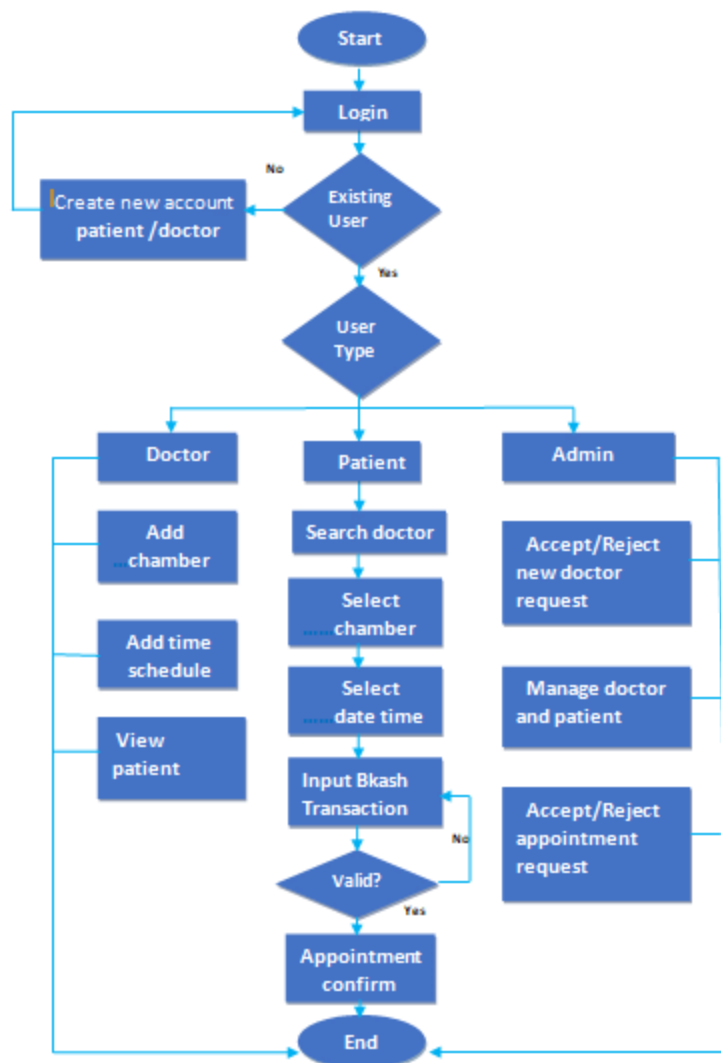 Start
Login
No
Existing
User
Create new account
patient /doctor
Yes
User
Type
Doctor
Patient
Admin
Add
...chamber
Search doctor
Accept/Reject
new doctor
request
Select
......chamber
Add time
schedule
Select
......date time
Manage doctor
and patient
View
patient
Input Bkash
Transaction
Accept/Reject
appointment
request
No
Valid?
Yes
Appointment
confirm
End